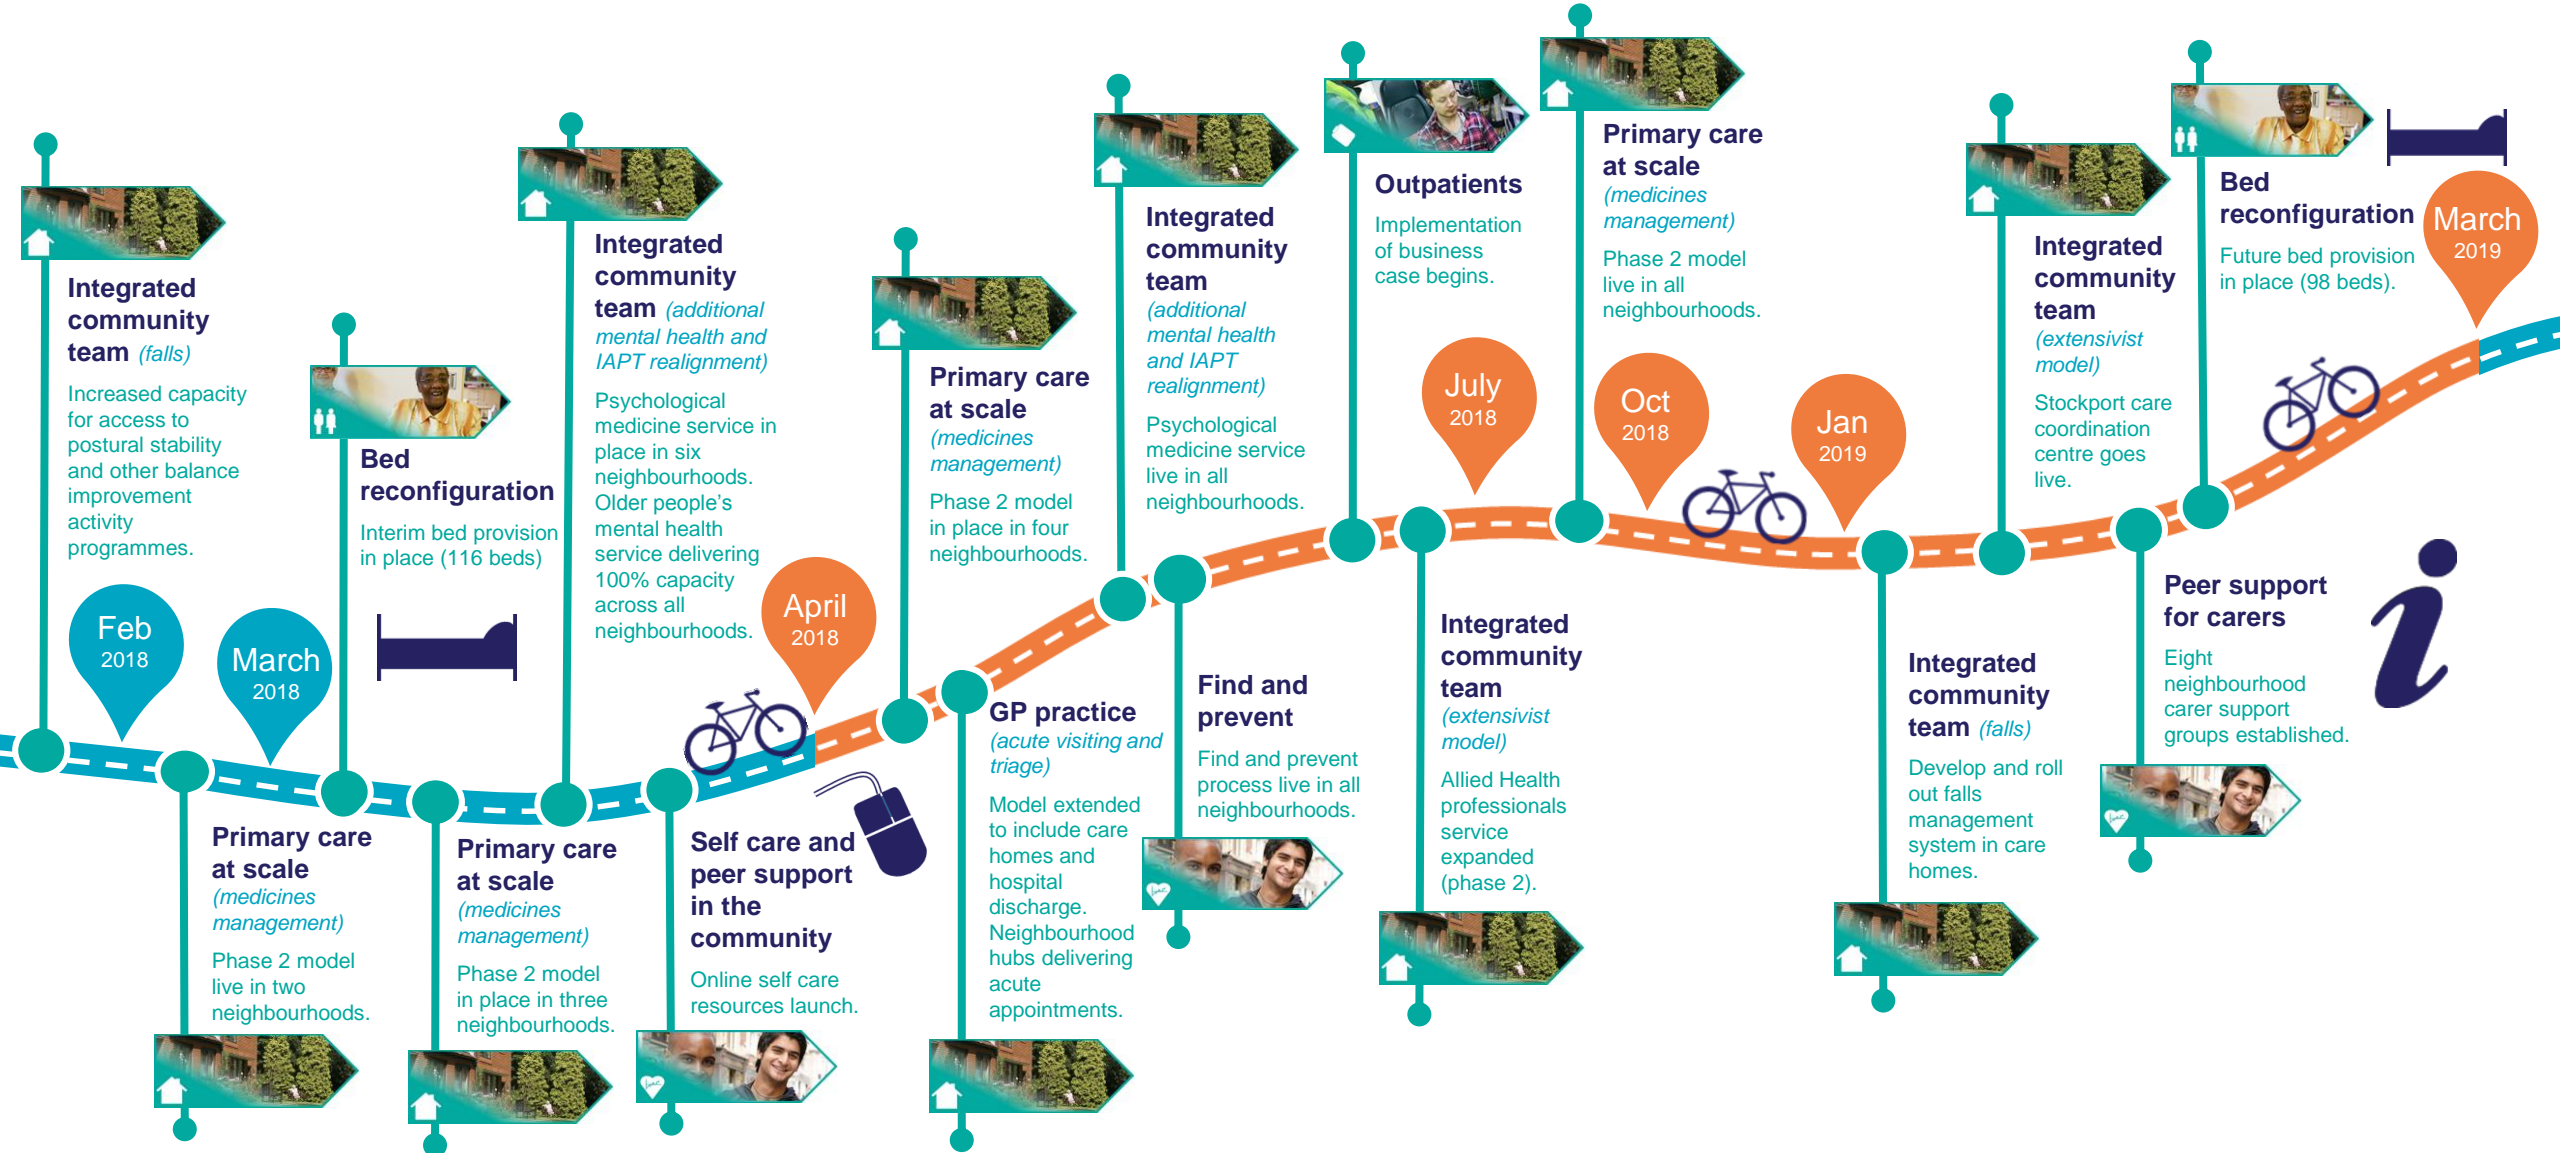 Integrated
community
team (falls)
Increased capacity
for access to
postural stability
and other balance
improvement
activity
programmes.
Feb
2018
Primary care
at scale
(medicines
management)
Phase 2 model
live in two
neighbourhoods.
March
2018
Bed
reconfiguration
Interim bed provision
in place (116 beds)
Primary care
at scale
(medicines
management)
Phase 2 model
in place in three
neighbourhoods.
Integrated
community
team (additional
mental health and
IAPT realignment)
Psychological
medicine service in
place in six
neighbourhoods.
Older people's
mental health
service delivering
100% capacity
across all
neighbourhoods.
Self care and
peer support
in the
community
Online self care
resources launch.
April
2018
Primary care
at scale
(medicines
management)
Phase 2 model
in place in four
neighbourhoods.
GP practice
(acute visiting and
triage)
Model extended
to include care
homes and
hospital
discharge.
Neighbourhood
hubs delivering
acute
appointments.
Integrated
community
team
(additional
mental health
and IAPT
realignment)
Psychological
medicine service
live in all
neighbourhoods.
Find and
prevent
Find and prevent
process live in all
neighbourhoods.
Outpatients
Implementation
of business
case begins.
Integrated
community
team
(extensivist
model)
Allied Health
professionals
service
expanded
(phase 2).
July
2018
Primary care
at scale
(medicines
management)
Phase 2 model
live in all
neighbourhoods.
Oct
2018
Jan
2019
Integrated
community
team (falls)
Develop and roll
out falls
management
system in care
homes.
Integrated
community
team
(extensivist
model)
Stockport care
coordination
centre goes
live.
Peer support
for carers
Eight
neighbourhood
carer support
groups established.
Bed
reconfiguration
Future bed provision
in place (98 beds).
March
2019
i